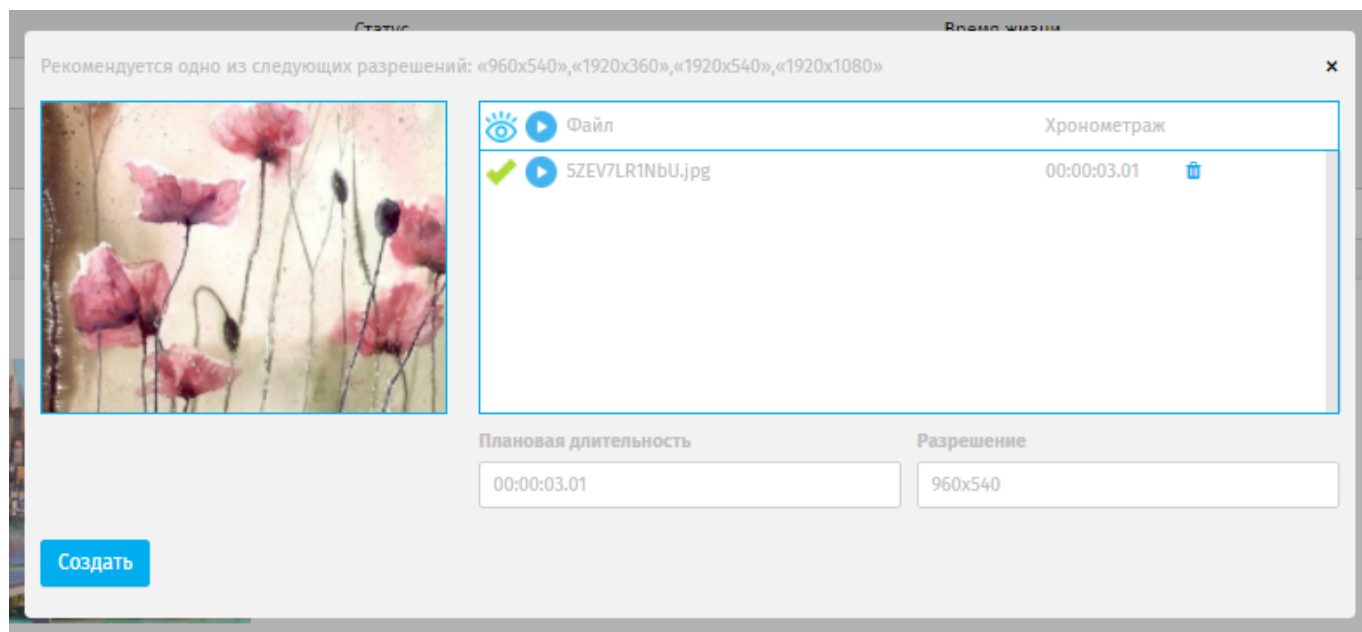 Статус Время жизни
Рекомендуется одно из следующих разрешений: «960x540»,«1920x360»,«1920x540»,«1920x1080» ×
Файл Хронометраж
5ZEV7LR1NbU.jpg 00:00:03.01
Плановая длительность Разрешение
00:00:03.01 960x540
Создать